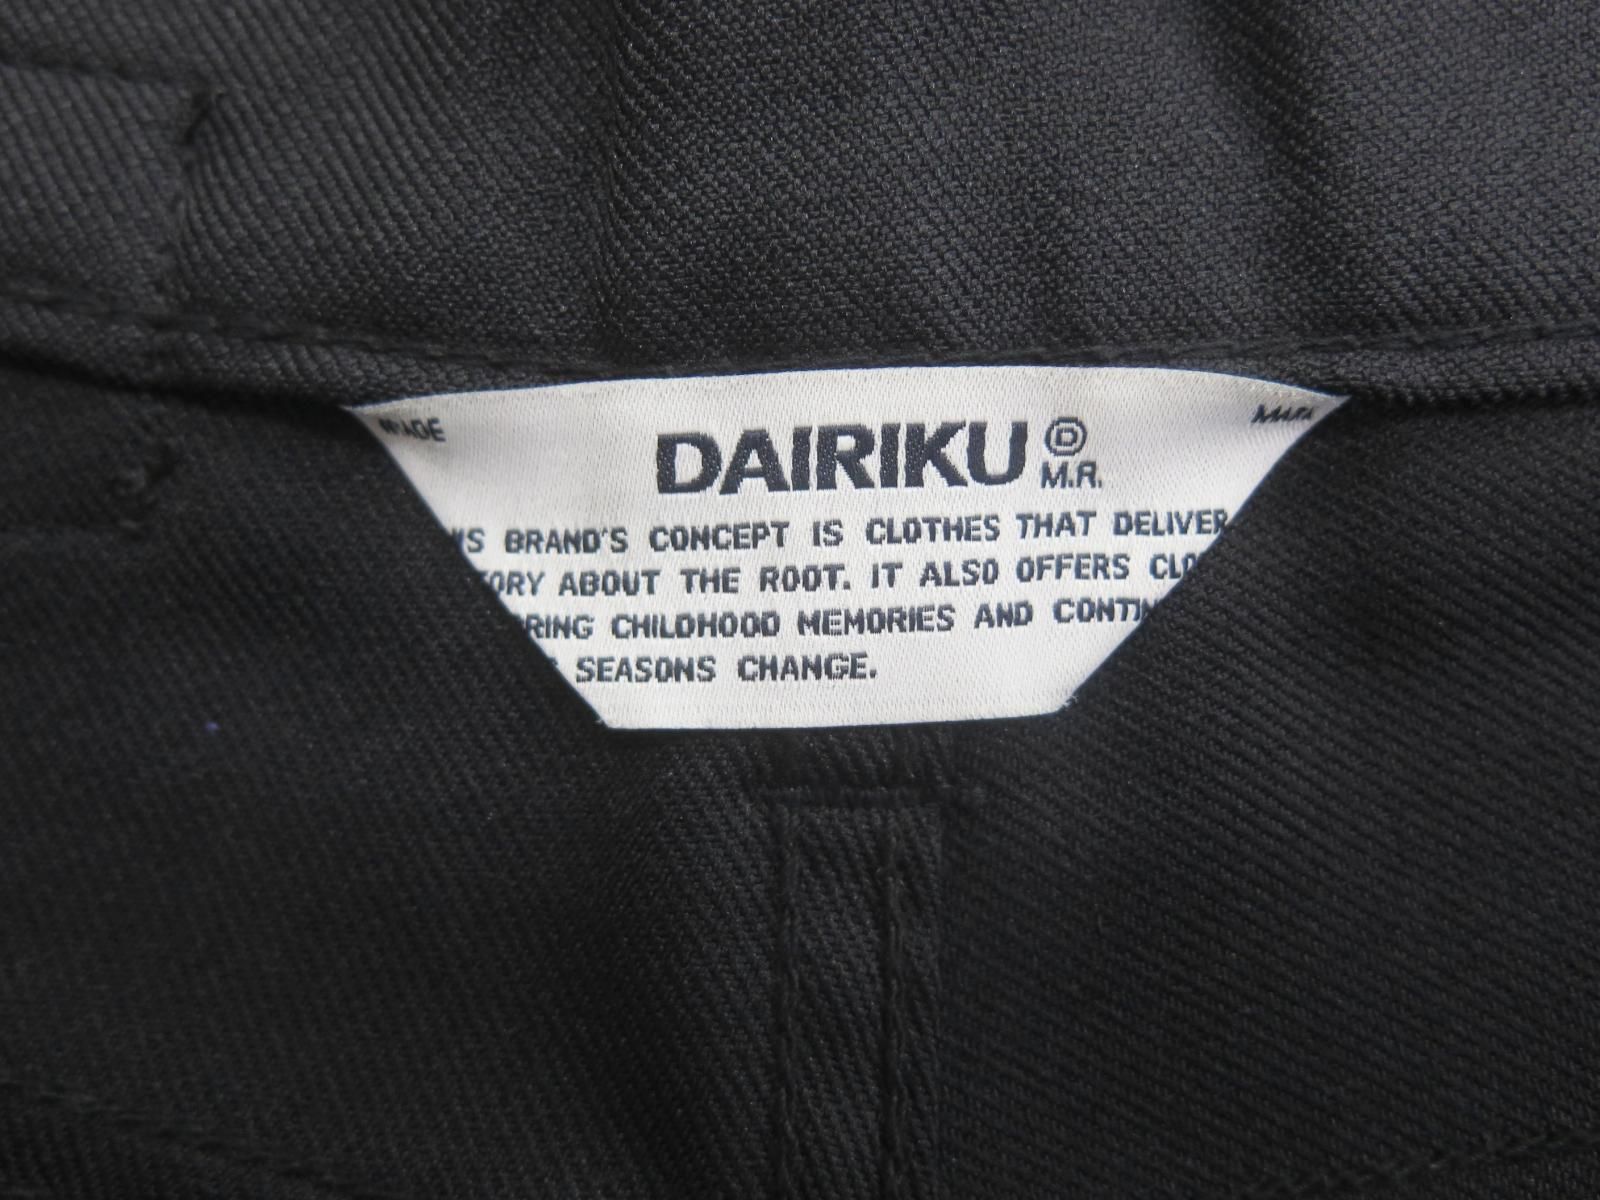 DAIRIKU Ⓓ
M.R.
BRAND'S CONCEPT IS CLOTHES THAT DELIVER
ABOUT THE ROOT. IT ALSO OFFERS
CHILDHOOD MEMORIES AND
SEASONS CHANGE.